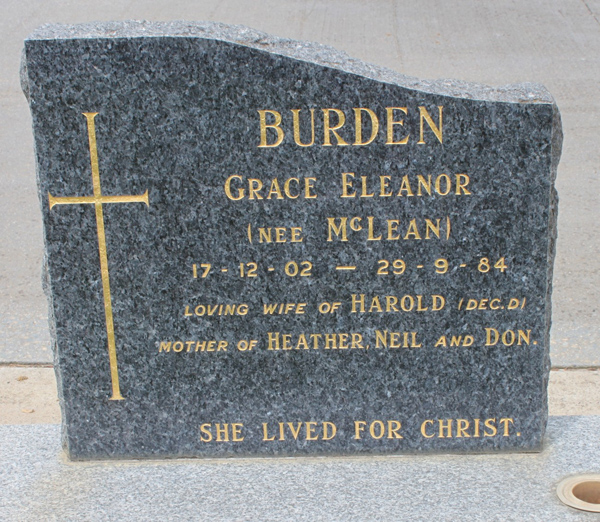 BURDEN
GRACE ELEANOR
(NEE McLEAN)
17 - 12 - 02 — 29 - 9 - 84
LOVING WIFE OF HAROLD (DEC.D)
MOTHER OF HEATHER, NEIL AND DON.
SHE LIVED FOR CHRIST.